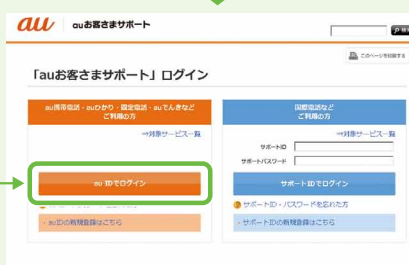 au auお客さまサポート
検索
このページを印刷する
「auお客さまサポート」ログイン
au携帯電話・auひかり・固定電話・auでんきなど
ご利用の方
⇒対象サービス一覧
au IDでログイン
› au IDの新規登録はこちら
国際電話など
ご利用の方
⇒対象サービス一覧
サポートID
サポートパスワード
サポートIDでログイン
サポートID・パスワードを忘れた方
› サポートIDの新規登録はこちら